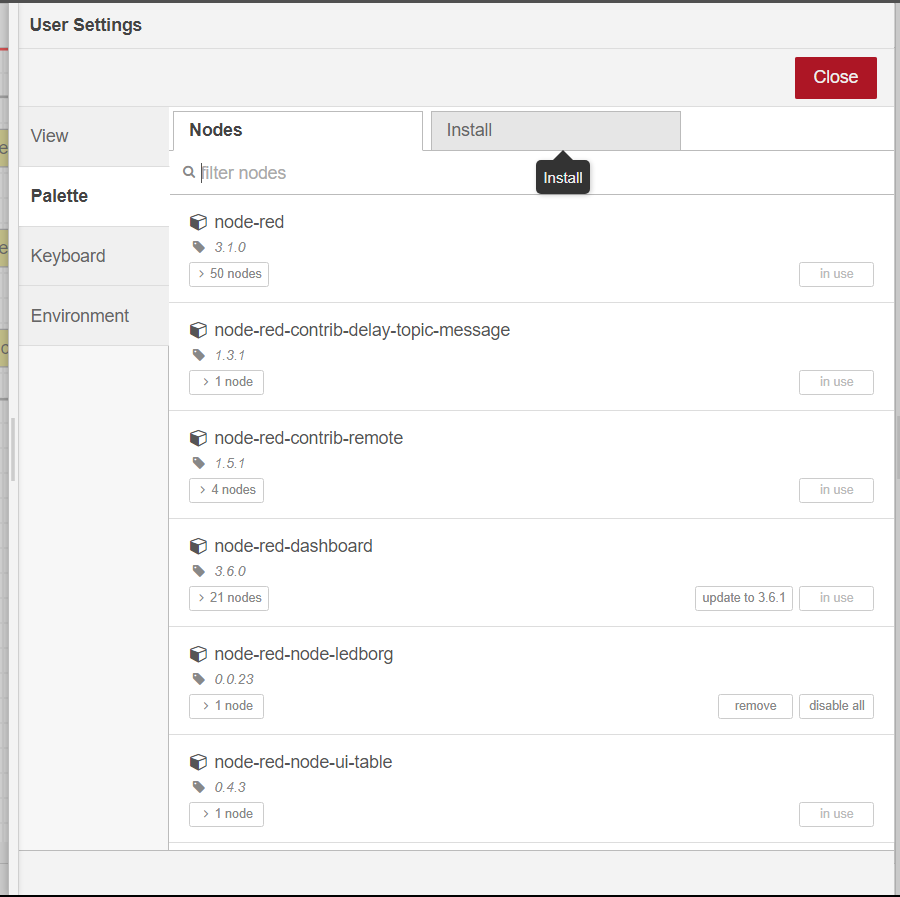 User Settings
Close
View
Palette
Keyboard
Environment
Nodes
Install
filter nodes
Install
node-red
3.1.0
50 nodes
in use
node-red-contrib-delay-topic-message
1.3.1
1 node
in use
node-red-contrib-remote
1.5.1
4 nodes
in use
node-red-dashboard
3.6.0
21 nodes
update to 3.6.1
in use
node-red-node-ledborg
0.0.23
1 node
remove
disable all
node-red-node-ui-table
0.4.3
1 node
in use